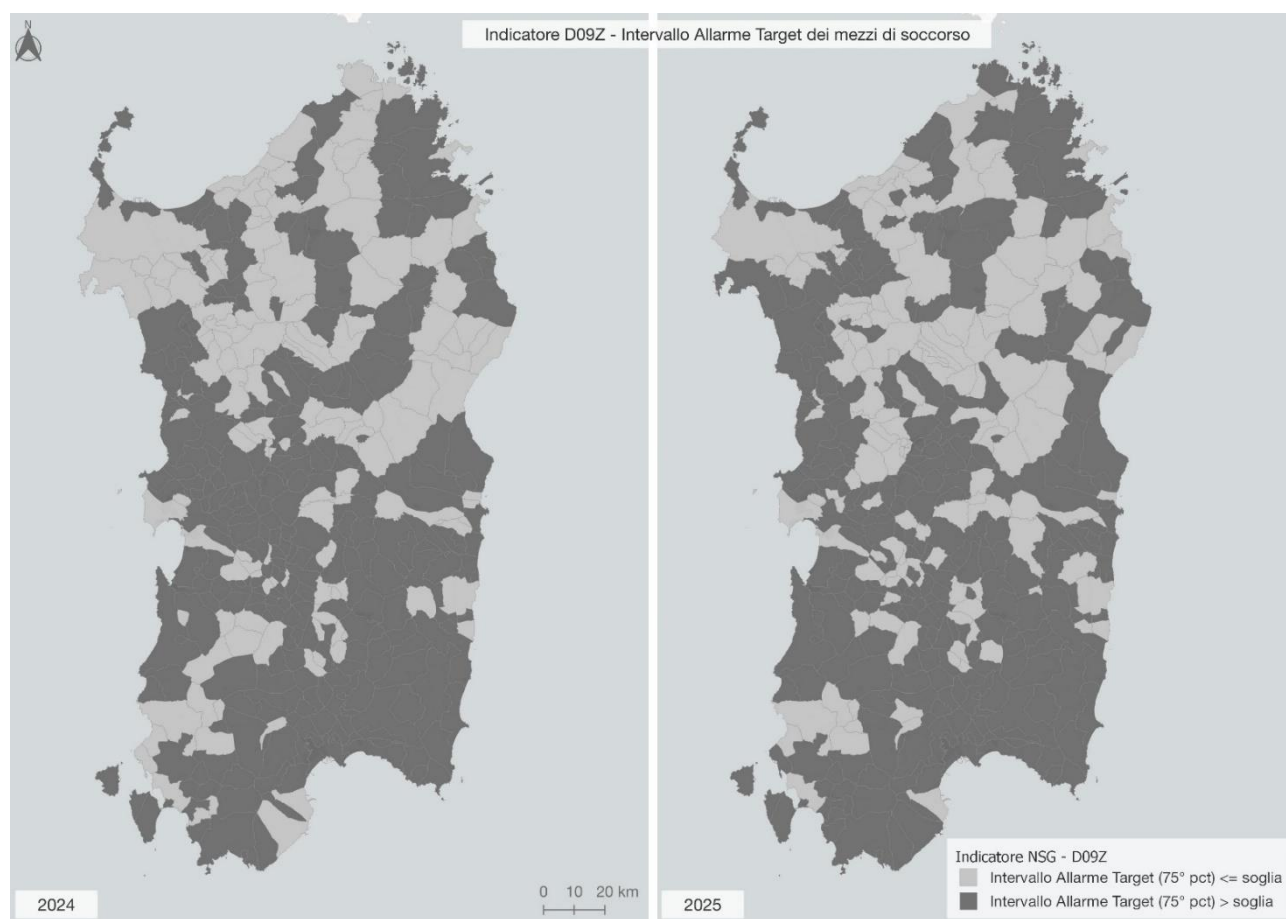 N
Indicatore D09Z - Intervallo Allarme Target dei mezzi di soccorso
2024
0 10 20 km
2025
Indicatore NSG - D09Z
Intervallo Allarme Target (75° pct) <= soglia
Intervallo Allarme Target (75° pct) > soglia